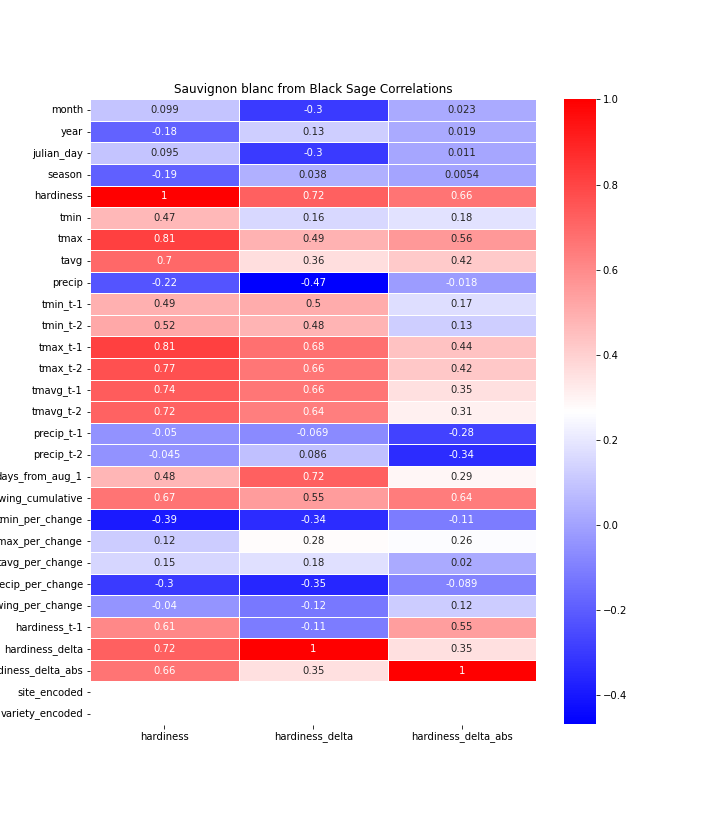 Sauvignon blanc from Black Sage Correlations
month 0.099 -0.3 0.023
year -0.18 0.13 0.019
julian_day 0.095 -0.3 0.011
season -0.19 0.038 0.0054
hardiness 1 0.72 0.66
tmin 0.47 0.16 0.18
tmax 0.81 0.49 0.56
tavg 0.7 0.36 0.42
precip -0.22 -0.47 -0.018
tmin_t-1 0.49 0.5 0.17
tmin_t-2 0.52 0.48 0.13
tmax_t-1 0.81 0.68 0.44
tmax_t-2 0.77 0.66 0.42
tmavg_t-1 0.74 0.66 0.35
tmavg_t-2 0.72 0.64 0.31
precip_t-1 -0.05 -0.069 -0.28
precip_t-2 -0.045 0.086 -0.34
days_from_aug_1 0.48 0.72 0.29
wing_cumulative 0.67 0.55 0.64
tmin_per_change -0.39 -0.34 -0.11
max_per_change 0.12 0.28 0.26
tavg_per_change 0.15 0.18 0.02
ecip_per_change -0.3 -0.35 -0.089
wing_per_change -0.04 -0.12 0.12
hardiness_t-1 0.61 -0.11 0.55
hardiness_delta 0.72 1 0.35
diness_delta_abs 0.66 0.35 1
site_encoded
variety_encoded
hardiness hardiness_delta hardiness_delta_abs
1.0
0.8
0.6
0.4
0.2
0.0
−0.2
−0.4